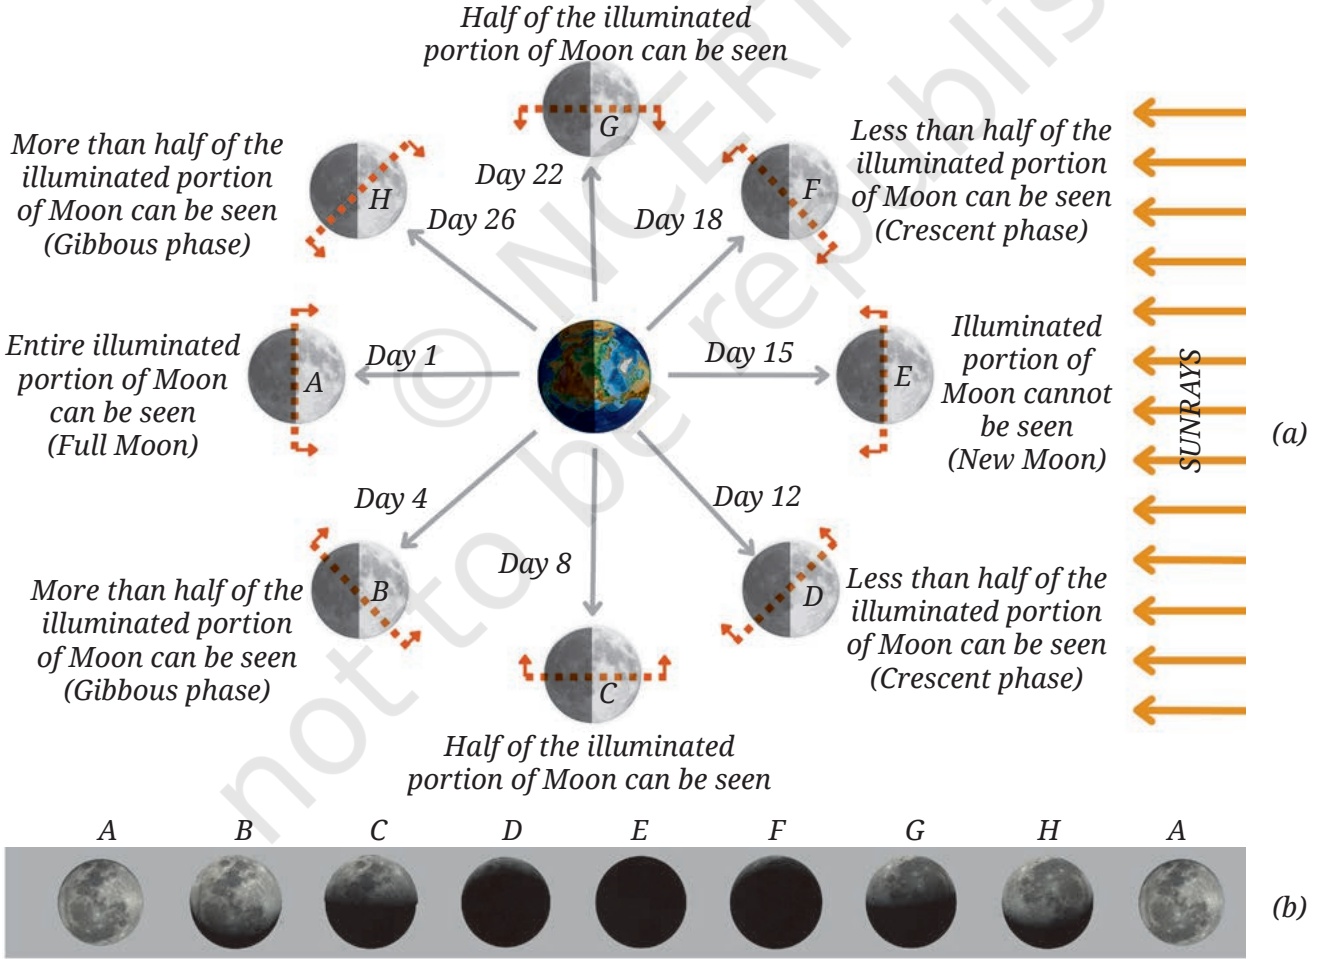 Half of the illuminated
portion of Moon can be seen
G
Day 22
More than half of the
illuminated portion
of Moon can be seen
(Gibbous phase)
H
Day 26
Less than half of the
illuminated portion
of Moon can be seen
(Crescent phase)
F
Day 18
Entire illuminated
portion of Moon
can be seen
(Full Moon)
A
Day 1
Day 15
E
Illuminated
portion of
Moon cannot
be seen
(New Moon)
SUNRAYS
(a)
Day 4
B
More than half of the
illuminated portion
of Moon can be seen
(Gibbous phase)
Day 8
C
Half of the illuminated
portion of Moon can be seen
Day 12
D
Less than half of the
illuminated portion
of Moon can be seen
(Crescent phase)
A B C D E F G H A
(b)
© NCERT
not to be republis